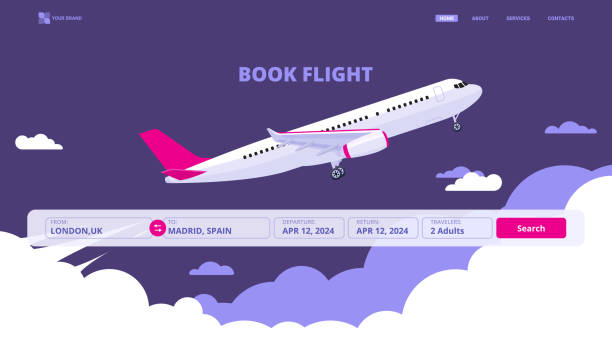 YOUR BRAND
HOME ABOUT SERVICES CONTACTS
BOOK FLIGHT
FROM: TO: DEPARTURE: RETURN: TRAVELERS:
LONDON,UK MADRID, SPAIN APR 12, 2024 APR 12, 2024 2 Adults Search